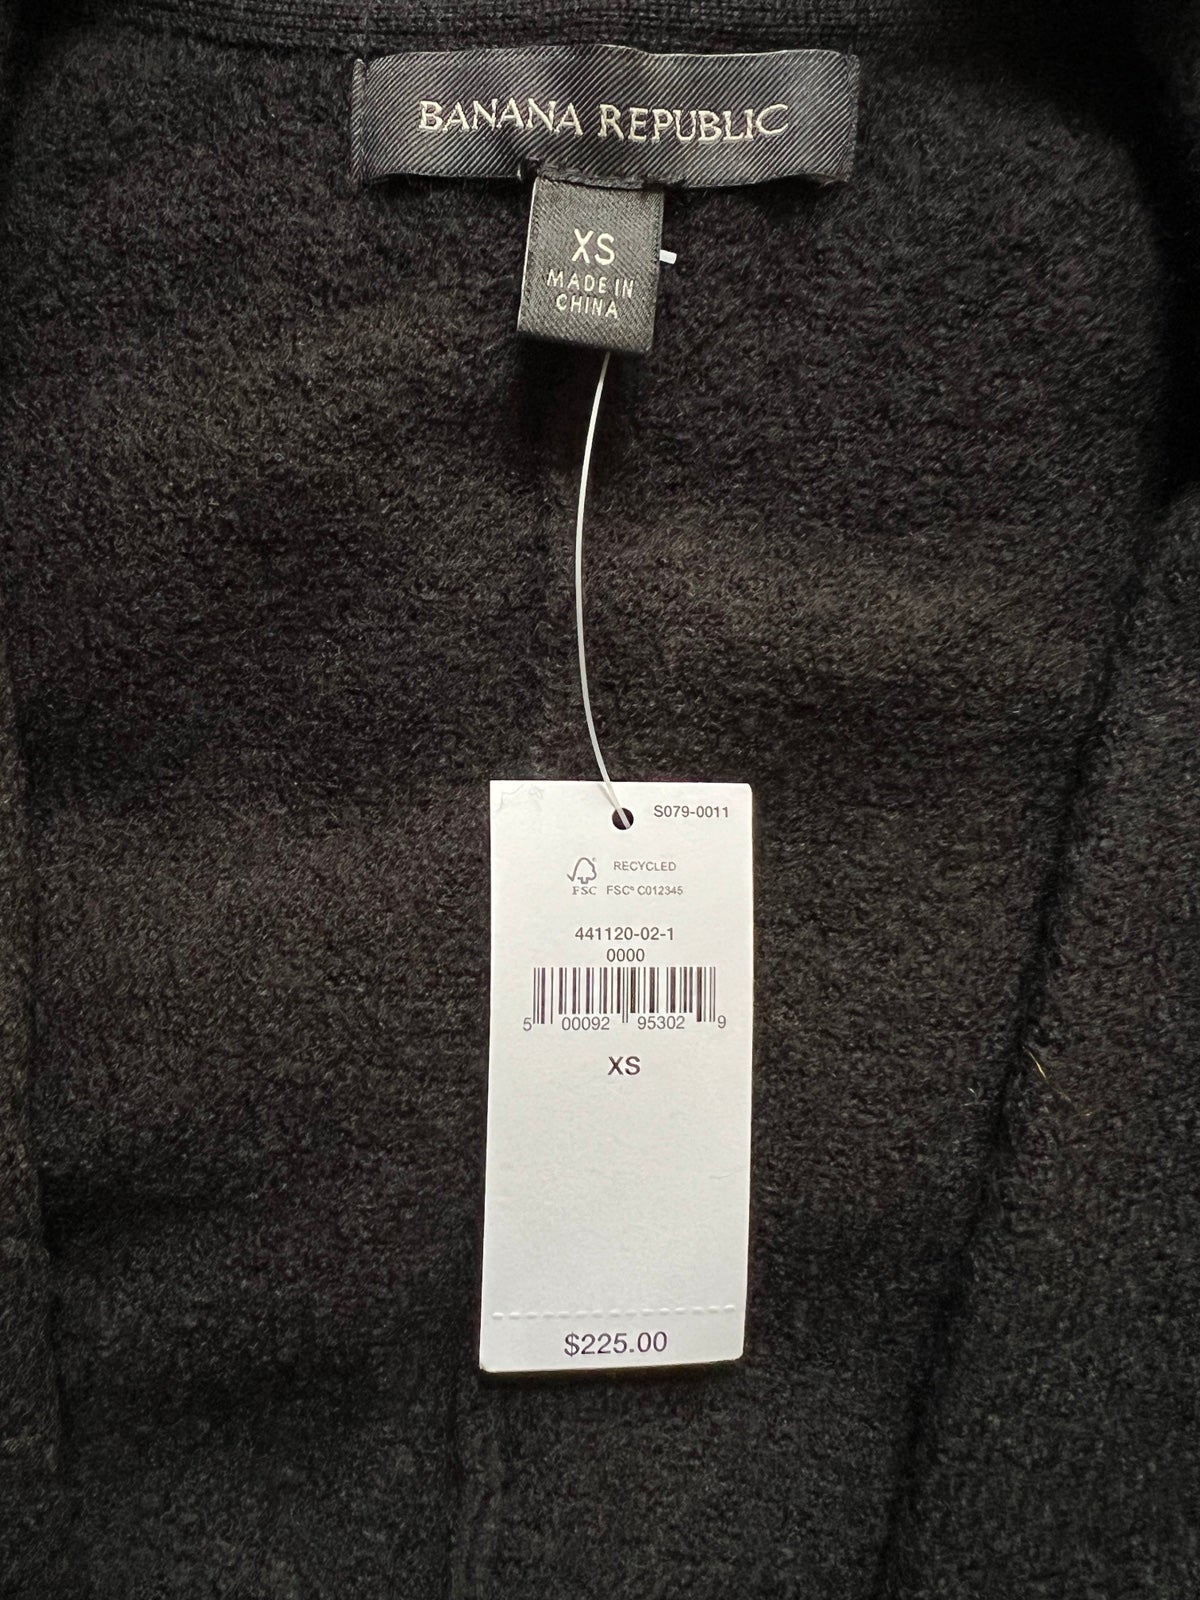 BANANA REPUBLIC
XS
MADE IN
CHINA
S079-0011
RECYCLED
FSC
FSC® C012345
441120-02-1
0000
5 00092 95302 9
XS
$225.00